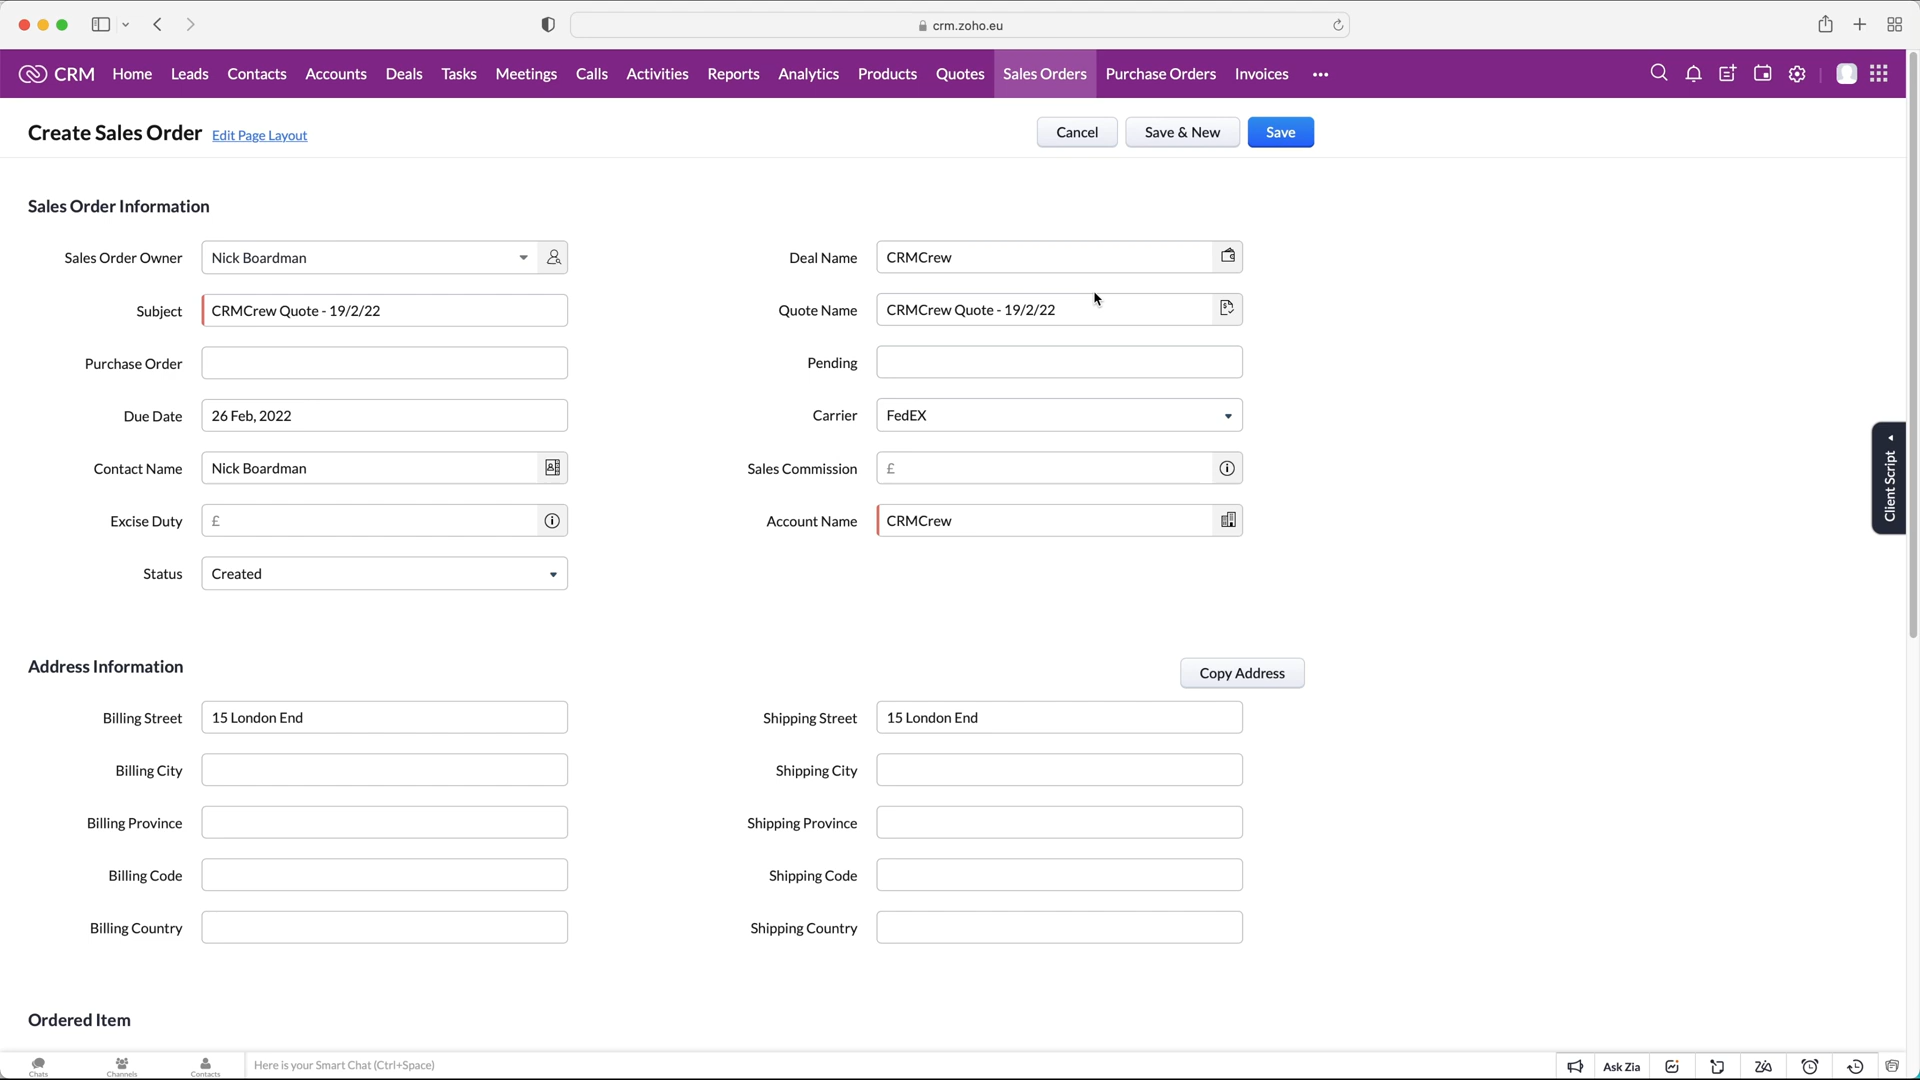 crm.zoho.eu
CRM Home Leads Contacts Accounts Deals Tasks Meetings Calls Activities Reports Analytics Products Quotes Sales Orders Purchase Orders Invoices •••
Create Sales Order Edit Page Layout Cancel Save & New Save
Sales Order Information
Sales Order Owner Nick Boardman Deal Name CRMCrew
Subject CRMCrew Quote - 19/2/22 Quote Name CRMCrew Quote - 19/2/22
Purchase Order Pending
Due Date 26 Feb, 2022 Carrier FedEX
Contact Name Nick Boardman Sales Commission £
Excise Duty £ Account Name CRMCrew
Status Created
Client Script
Address Information Copy Address
Billing Street 15 London End Shipping Street 15 London End
Billing City Shipping City
Billing Province Shipping Province
Billing Code Shipping Code
Billing Country Shipping Country
Ordered Item
Chats Channels Contacts Here is your Smart Chat (Ctrl+Space) Ask Zia